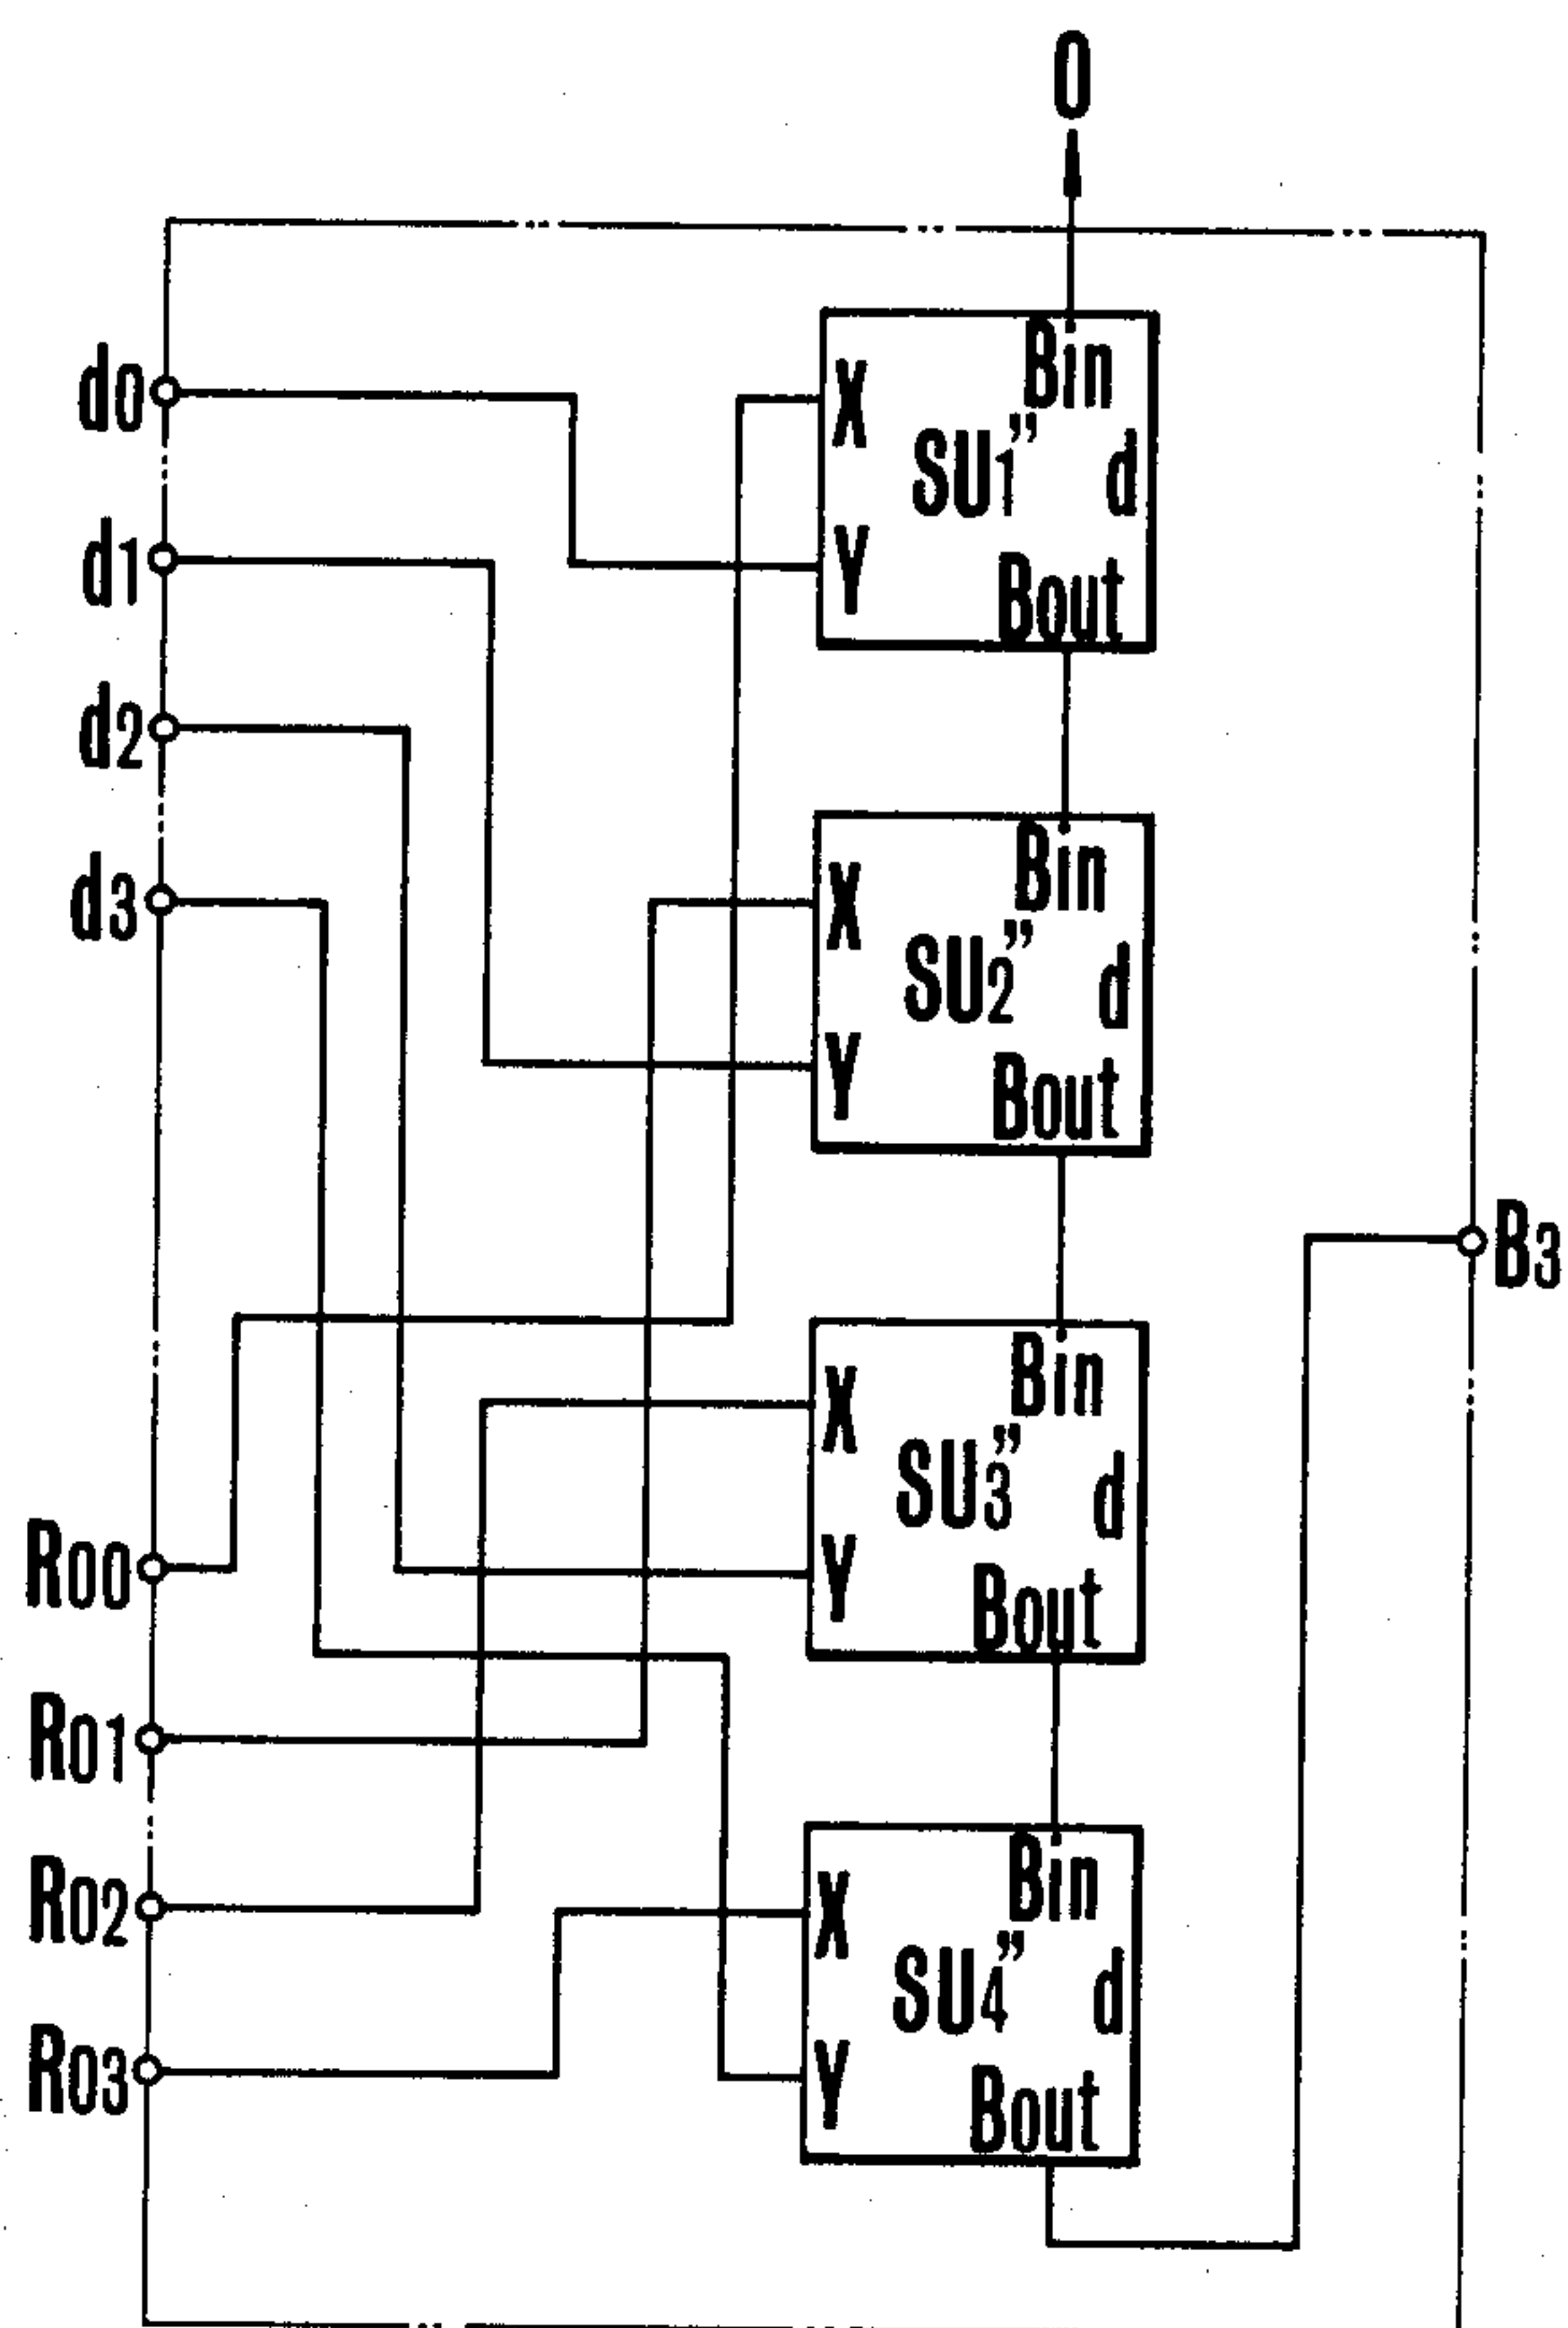 0
d0
d1
d2
d3
R00
R01
R02
R03
X
Bin
SU1"
d
Y
Bout
X
Bin
SU2"
d
Y
Bout
X
Bin
SU3"
d
Y
Bout
X
Bin
SU4"
d
Y
Bout
B3